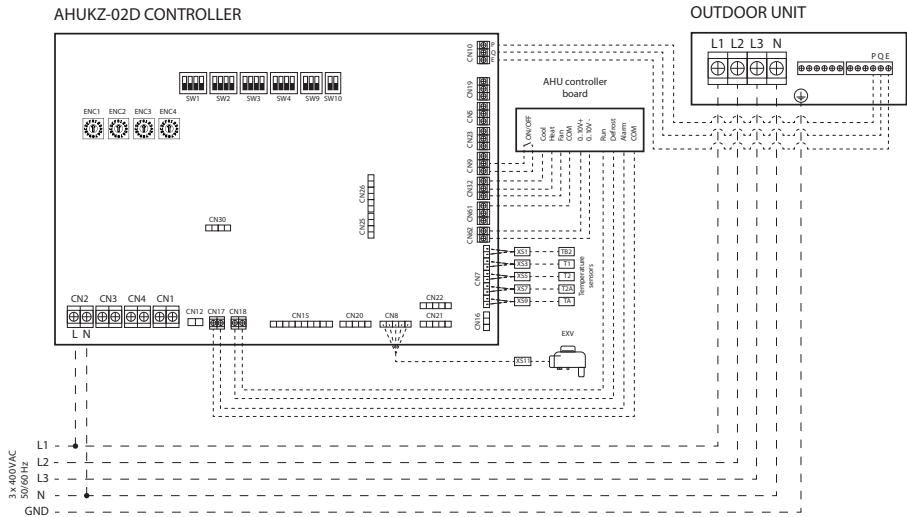 AHUKZ-02D CONTROLLER
OUTDOOR UNIT
L1 L2 L3 N
P Q E
CN10
P
Q
E
SW1 SW2 SW3 SW4 SW9 SW10
ENC1 ENC2 ENC3 ENC4
CN19
CN5
CN23
CN9
CN32
CN61
CN62
CN7
CN16
AHU controller
board
ON/OFF
Cool
Heat
Fan
COM
0..10V+
0..10V -
Run
Defrost
Alarm
COM
CN26
CN25
CN30
XS1 TB2
XS3 T1
XS5 T2
XS7 T2A
XS9 TA
Temperature
sensors
CN2 CN3 CN4 CN1
L N
CN12 CN17 CN18 CN15 CN20 CN8 CN22
CN21
XS11
EXV
3 x 400VAC
50/60 Hz
L1
L2
L3
N
GND